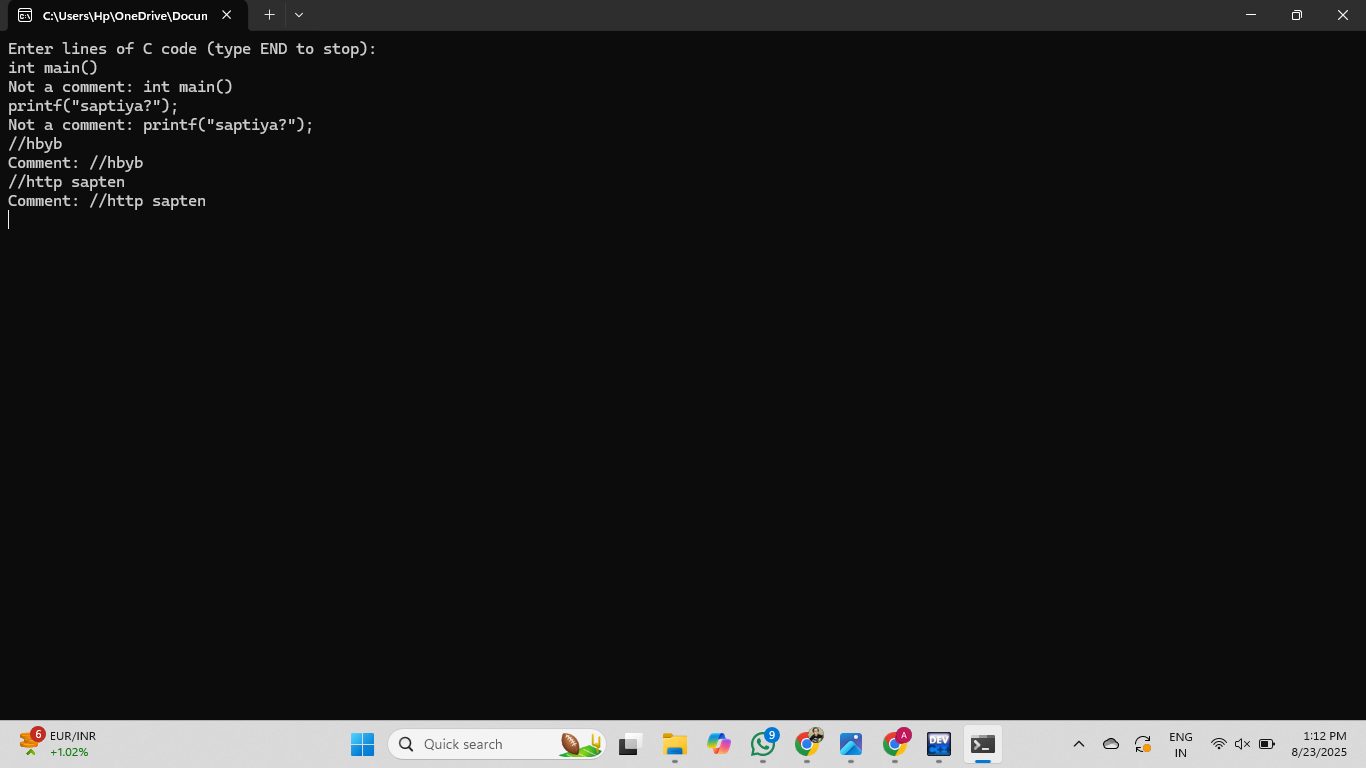 C:\Users\Hp\OneDrive\Docun
Enter lines of C code (type END to stop):
int main()
Not a comment: int main()
printf("saptiya?");
Not a comment: printf("saptiya?");
//hbyb
Comment: //hbyb
//http sapten
Comment: //http sapten
6
EUR/INR
+1.02%
Quick search
9
A
DEV
ENG
IN
1:12 PM
8/23/2025